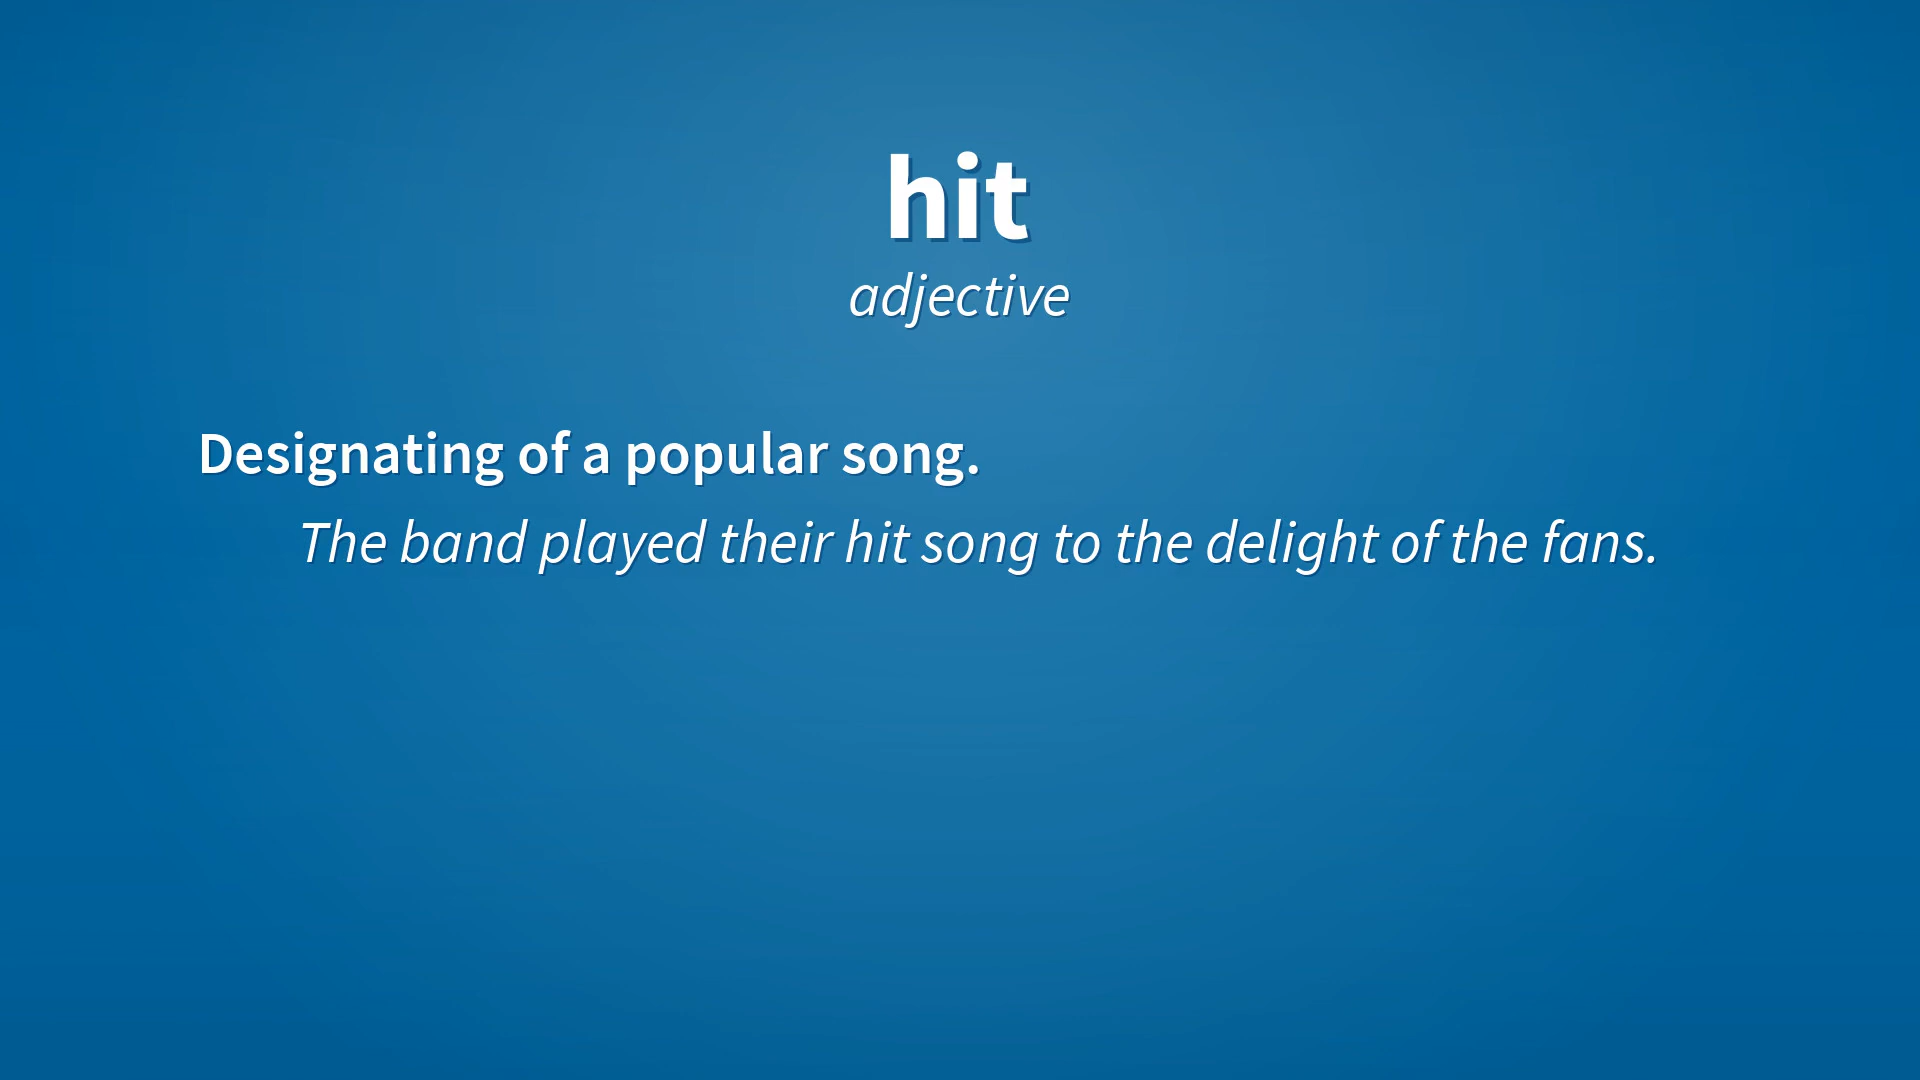 hit
adjective
Designating of a popular song.
The band played their hit song to the delight of the fans.